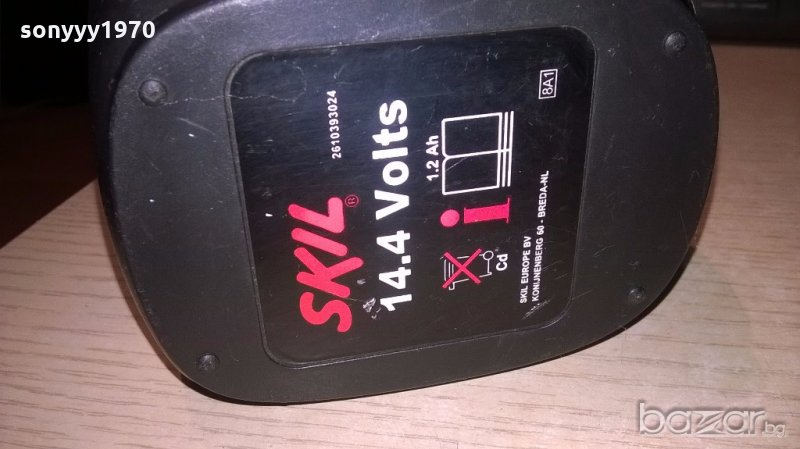 sonyyy1970
SKIL®
2610393024
14.4 Volts
1.2 Ah
i
Cd
SKIL EUROPE BV
KONIJNENBERG 60 - BREDA-NL
8A1
bazar.bg